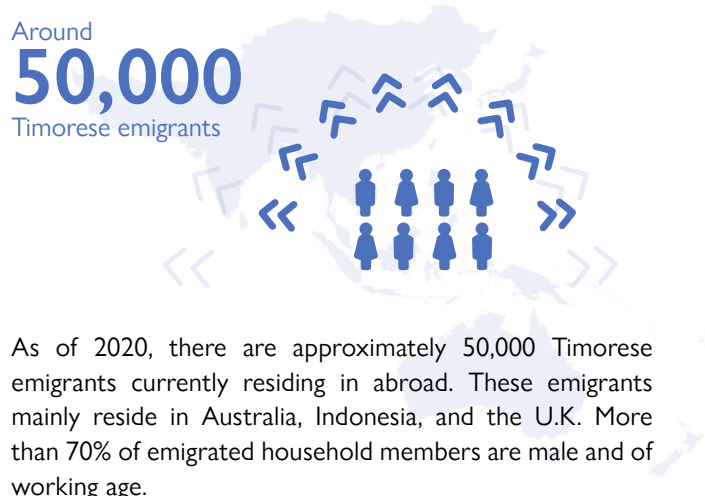 Around
50,000
Timorese emigrants
As of 2020, there are approximately 50,000 Timorese
emigrants currently residing in abroad. These emigrants
mainly reside in Australia, Indonesia, and the U.K. More
than 70% of emigrated household members are male and of
working age.